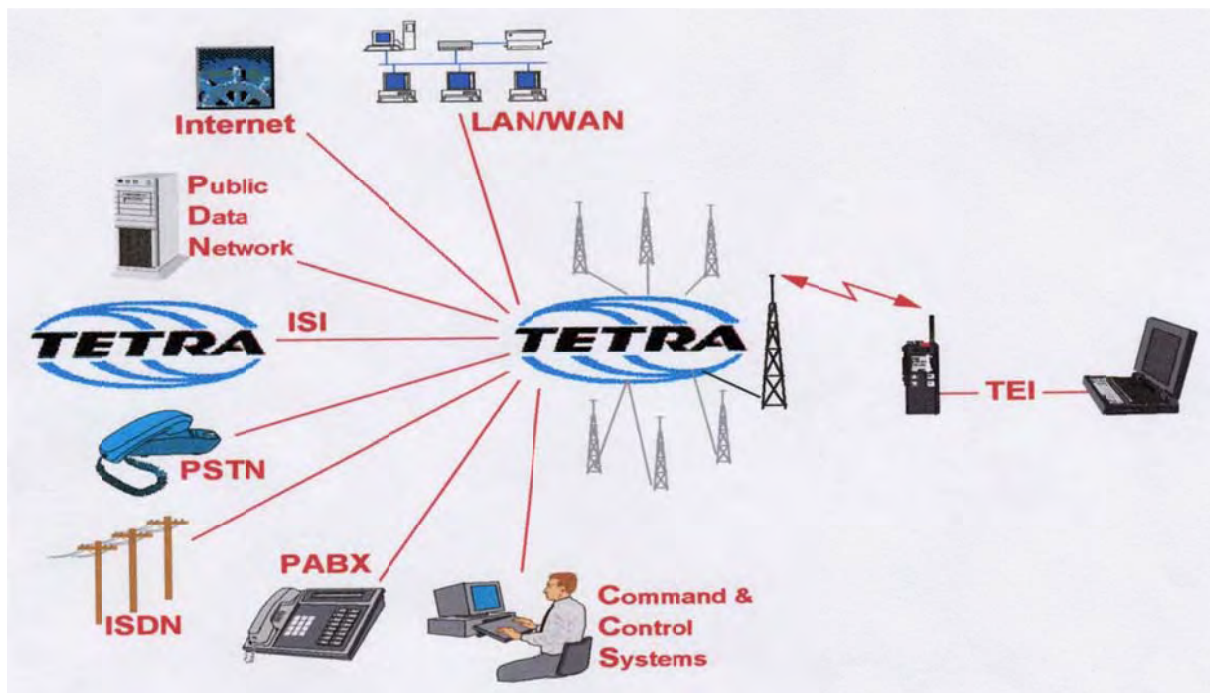 Internet
LAN/WAN
Public
Data
Network
TETRA
ISI
TETRA
TEI
PSTN
PABX
ISDN
Command &
Control
Systems